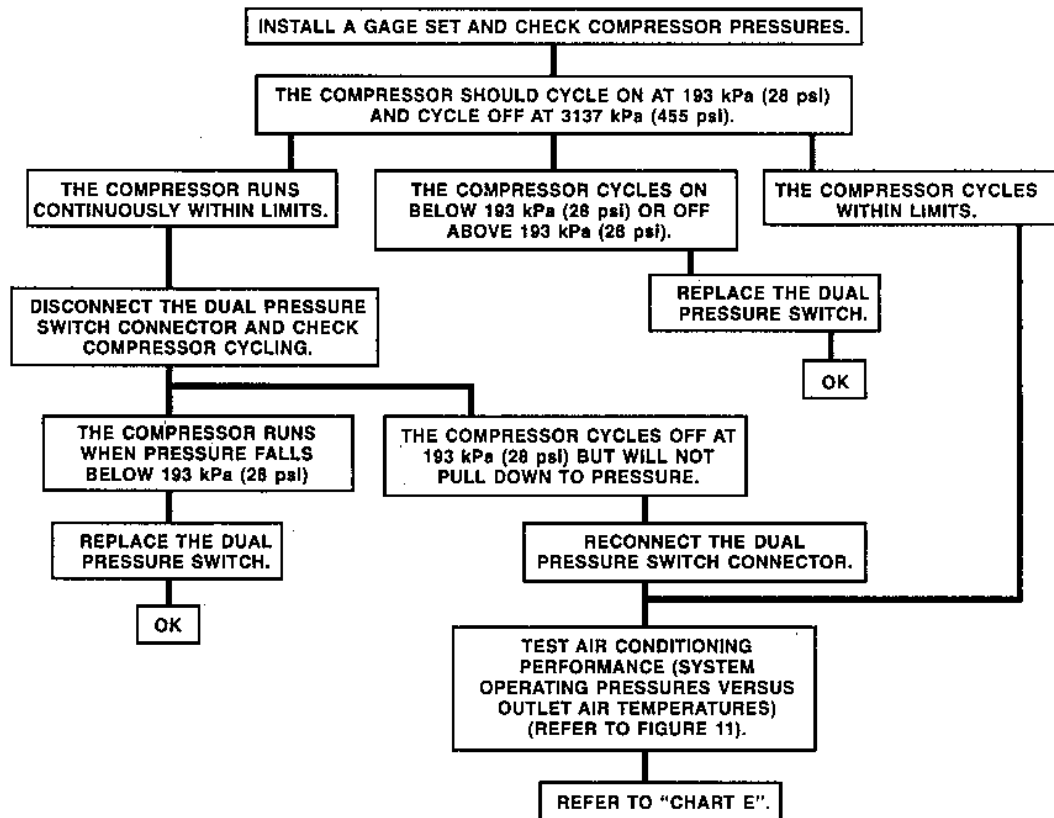 INSTALL A GAGE SET AND CHECK COMPRESSOR PRESSURES.
THE COMPRESSOR SHOULD CYCLE ON AT 193 kPa (28 psi)
AND CYCLE OFF AT 3137 kPa (455 psi).
THE COMPRESSOR RUNS
CONTINUOUSLY WITHIN LIMITS.
THE COMPRESSOR CYCLES ON
BELOW 193 kPa (28 psi) OR OFF
ABOVE 193 kPa (28 psi).
THE COMPRESSOR CYCLES
WITHIN LIMITS.
REPLACE THE DUAL
PRESSURE SWITCH.
OK
DISCONNECT THE DUAL PRESSURE
SWITCH CONNECTOR AND CHECK
COMPRESSOR CYCLING.
THE COMPRESSOR RUNS
WHEN PRESSURE FALLS
BELOW 193 kPa (28 psi)
THE COMPRESSOR CYCLES OFF AT
193 kPa (28 psi) BUT WILL NOT
PULL DOWN TO PRESSURE.
REPLACE THE DUAL
PRESSURE SWITCH.
OK
RECONNECT THE DUAL
PRESSURE SWITCH CONNECTOR.
TEST AIR CONDITIONING
PERFORMANCE (SYSTEM
OPERATING PRESSURES VERSUS
OUTLET AIR TEMPERATURES)
(REFER TO FIGURE 11).
REFER TO "CHART E".